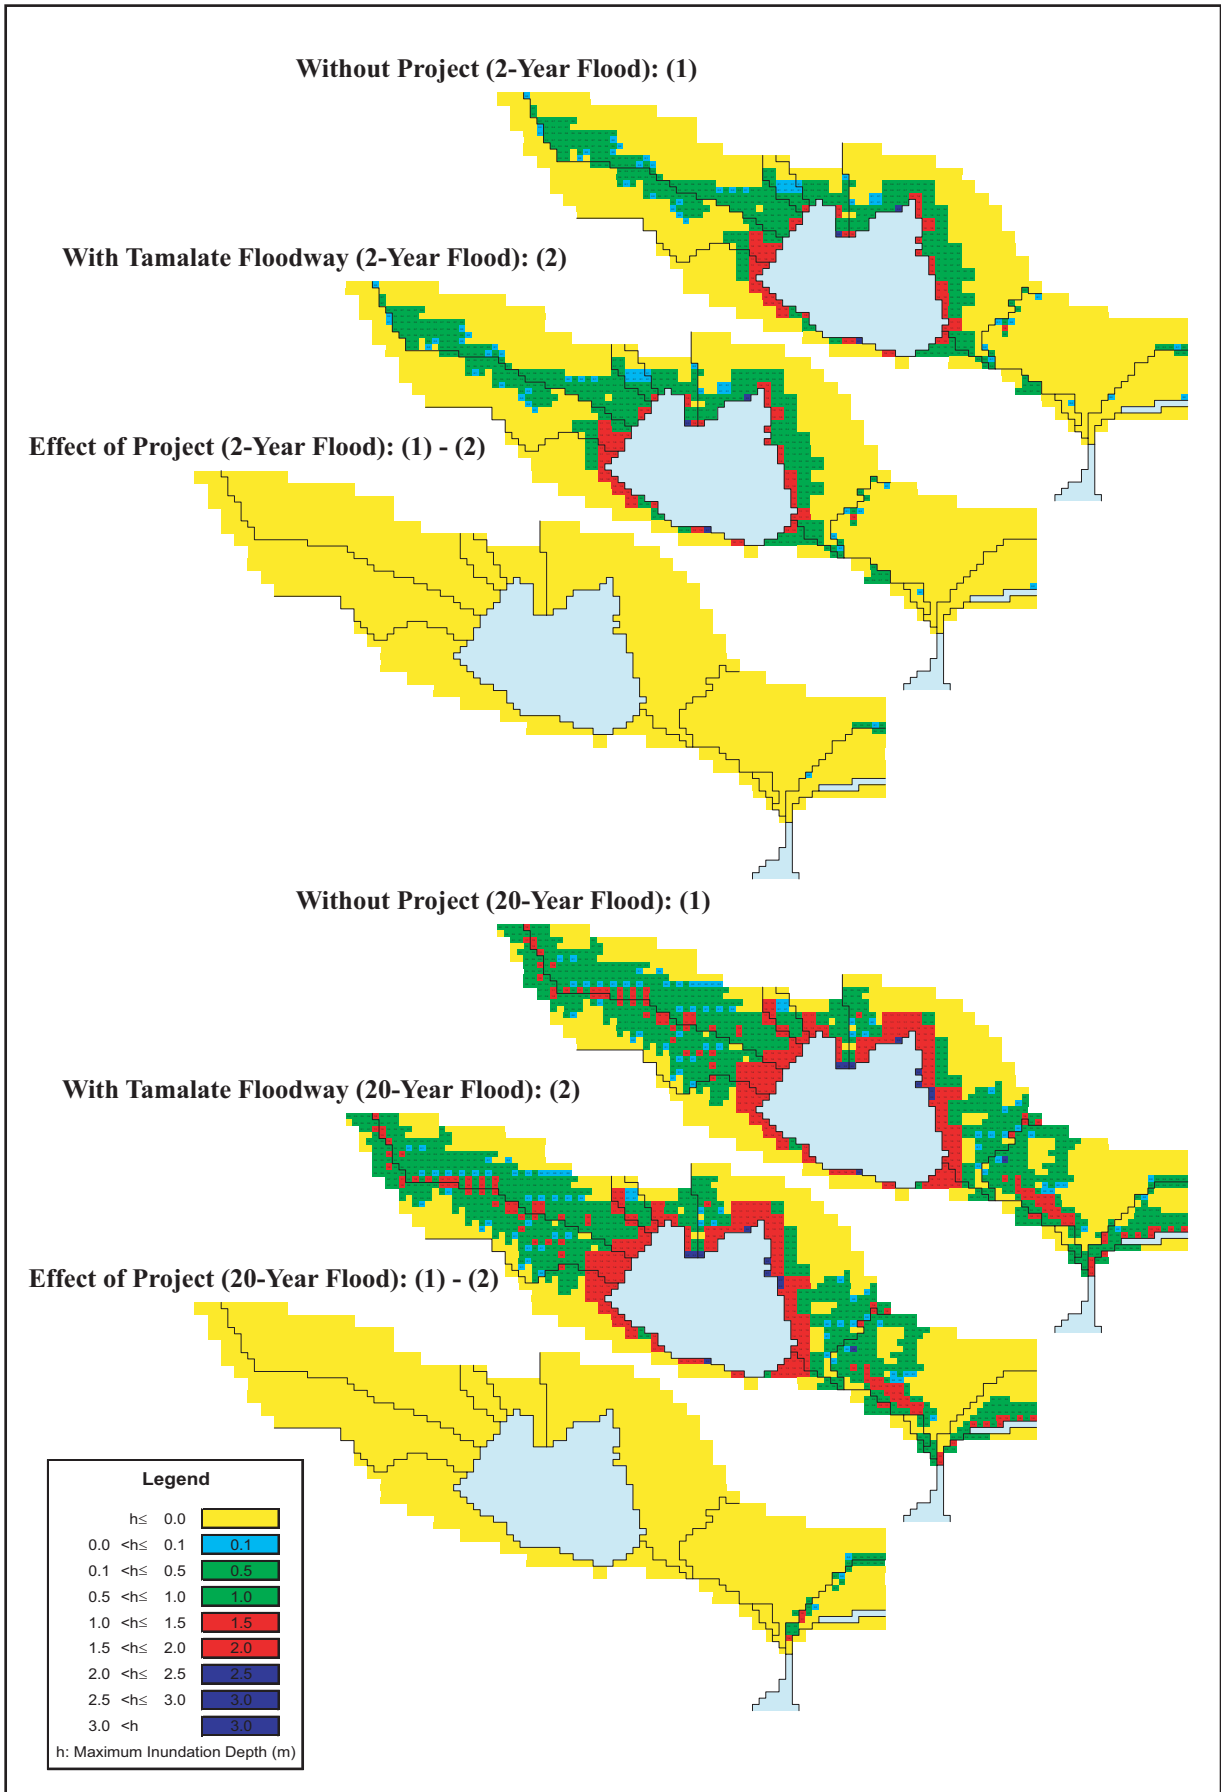 Without Project (2-Year Flood): (1)
With Tamalate Floodway (2-Year Flood): (2)
Effect of Project (2-Year Flood): (1) - (2)
Without Project (20-Year Flood): (1)
With Tamalate Floodway (20-Year Flood): (2)
Effect of Project (20-Year Flood): (1) - (2)
Legend
h≤ 0.0
0.0 <h≤ 0.1 0.1
0.1 <h≤ 0.5 0.5
0.5 <h≤ 1.0 1.0
1.0 <h≤ 1.5 1.5
1.5 <h≤ 2.0 2.0
2.0 <h≤ 2.5 2.5
2.5 <h≤ 3.0 3.0
3.0 <h 3.0
h: Maximum Inundation Depth (m)